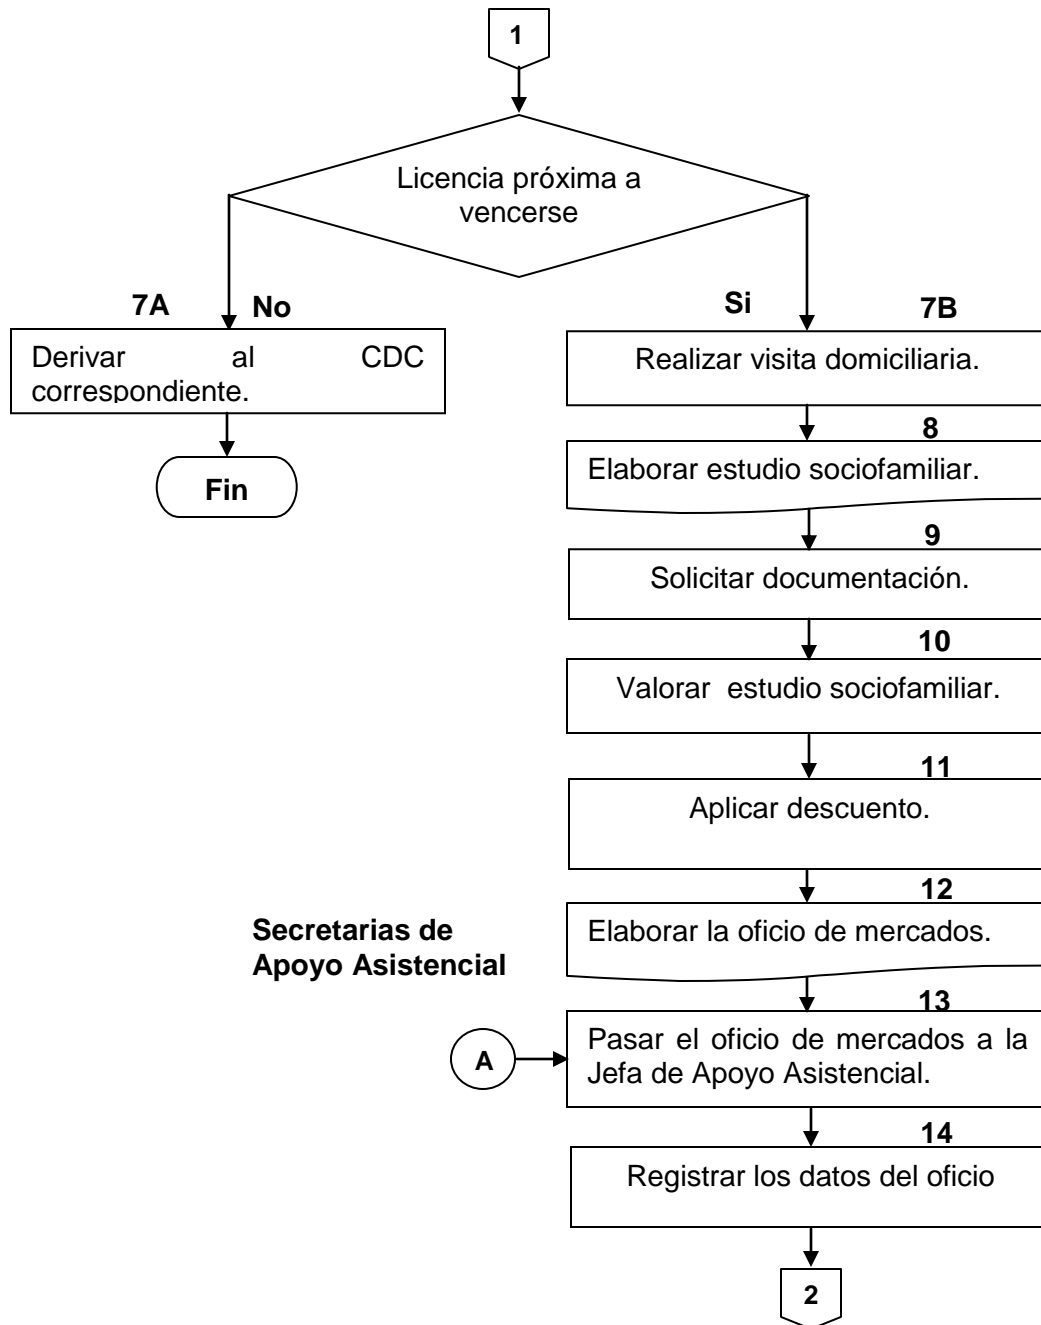 1
Licencia próxima a
vencerse
7A
No
Si
7B
Derivar al CDC
correspondiente.
Fin
Realizar visita domiciliaria.
8
Elaborar estudio sociofamiliar.
9
Solicitar documentación.
10
Valorar estudio sociofamiliar.
11
Aplicar descuento.
12
Secretarias de
Apoyo Asistencial
Elaborar la oficio de mercados.
13
A
Pasar el oficio de mercados a la
Jefa de Apoyo Asistencial.
14
Registrar los datos del oficio
2